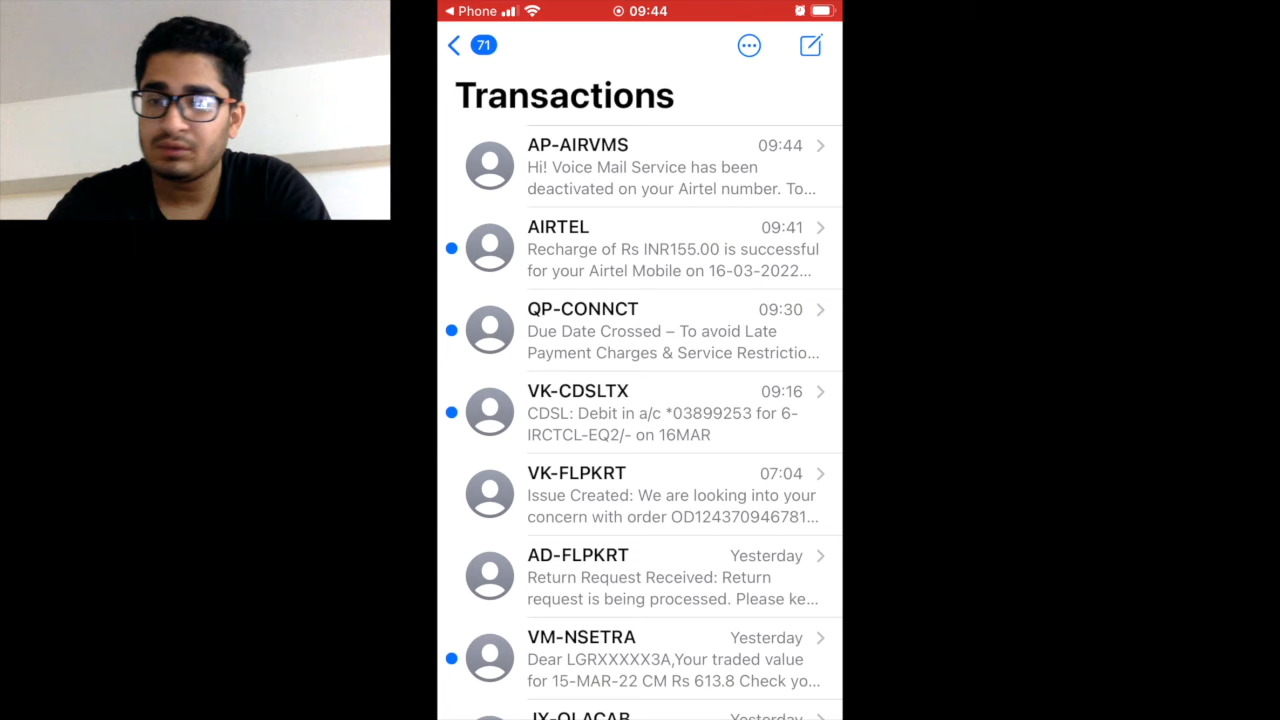 ◀ Phone 09:44
71
Transactions
AP-AIRVMS 09:44
Hi! Voice Mail Service has been
deactivated on your Airtel number. To...
AIRTEL 09:41
Recharge of Rs INR155.00 is successful
for your Airtel Mobile on 16-03-2022...
QP-CONNCT 09:30
Due Date Crossed – To avoid Late
Payment Charges & Service Restrictio...
VK-CDSLTX 09:16
CDSL: Debit in a/c *03899253 for 6-
IRCTCL-EQ2/- on 16MAR
VK-FLPKRT 07:04
Issue Created: We are looking into your
concern with order OD124370946781...
AD-FLPKRT Yesterday
Return Request Received: Return
request is being processed. Please ke...
VM-NSETRA Yesterday
Dear LGRXXXXX3A,Your traded value
for 15-MAR-22 CM Rs 613.8 Check yo...
JX-OLACAB Yesterday